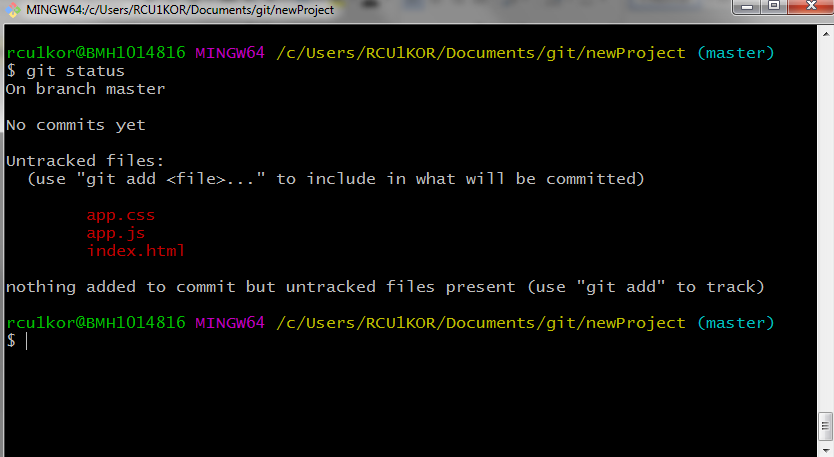 MINGW64:/c/Users/RCU1KOR/Documents/git/newProject
rcu1kor@BMH1014816 MINGW64 /c/Users/RCU1KOR/Documents/git/newProject (master)
$ git status
On branch master
No commits yet
Untracked files:
(use "git add <file>..." to include in what will be committed)
app.css
app.js
index.html
nothing added to commit but untracked files present (use "git add" to track)
rcu1kor@BMH1014816 MINGW64 /c/Users/RCU1KOR/Documents/git/newProject (master)
$